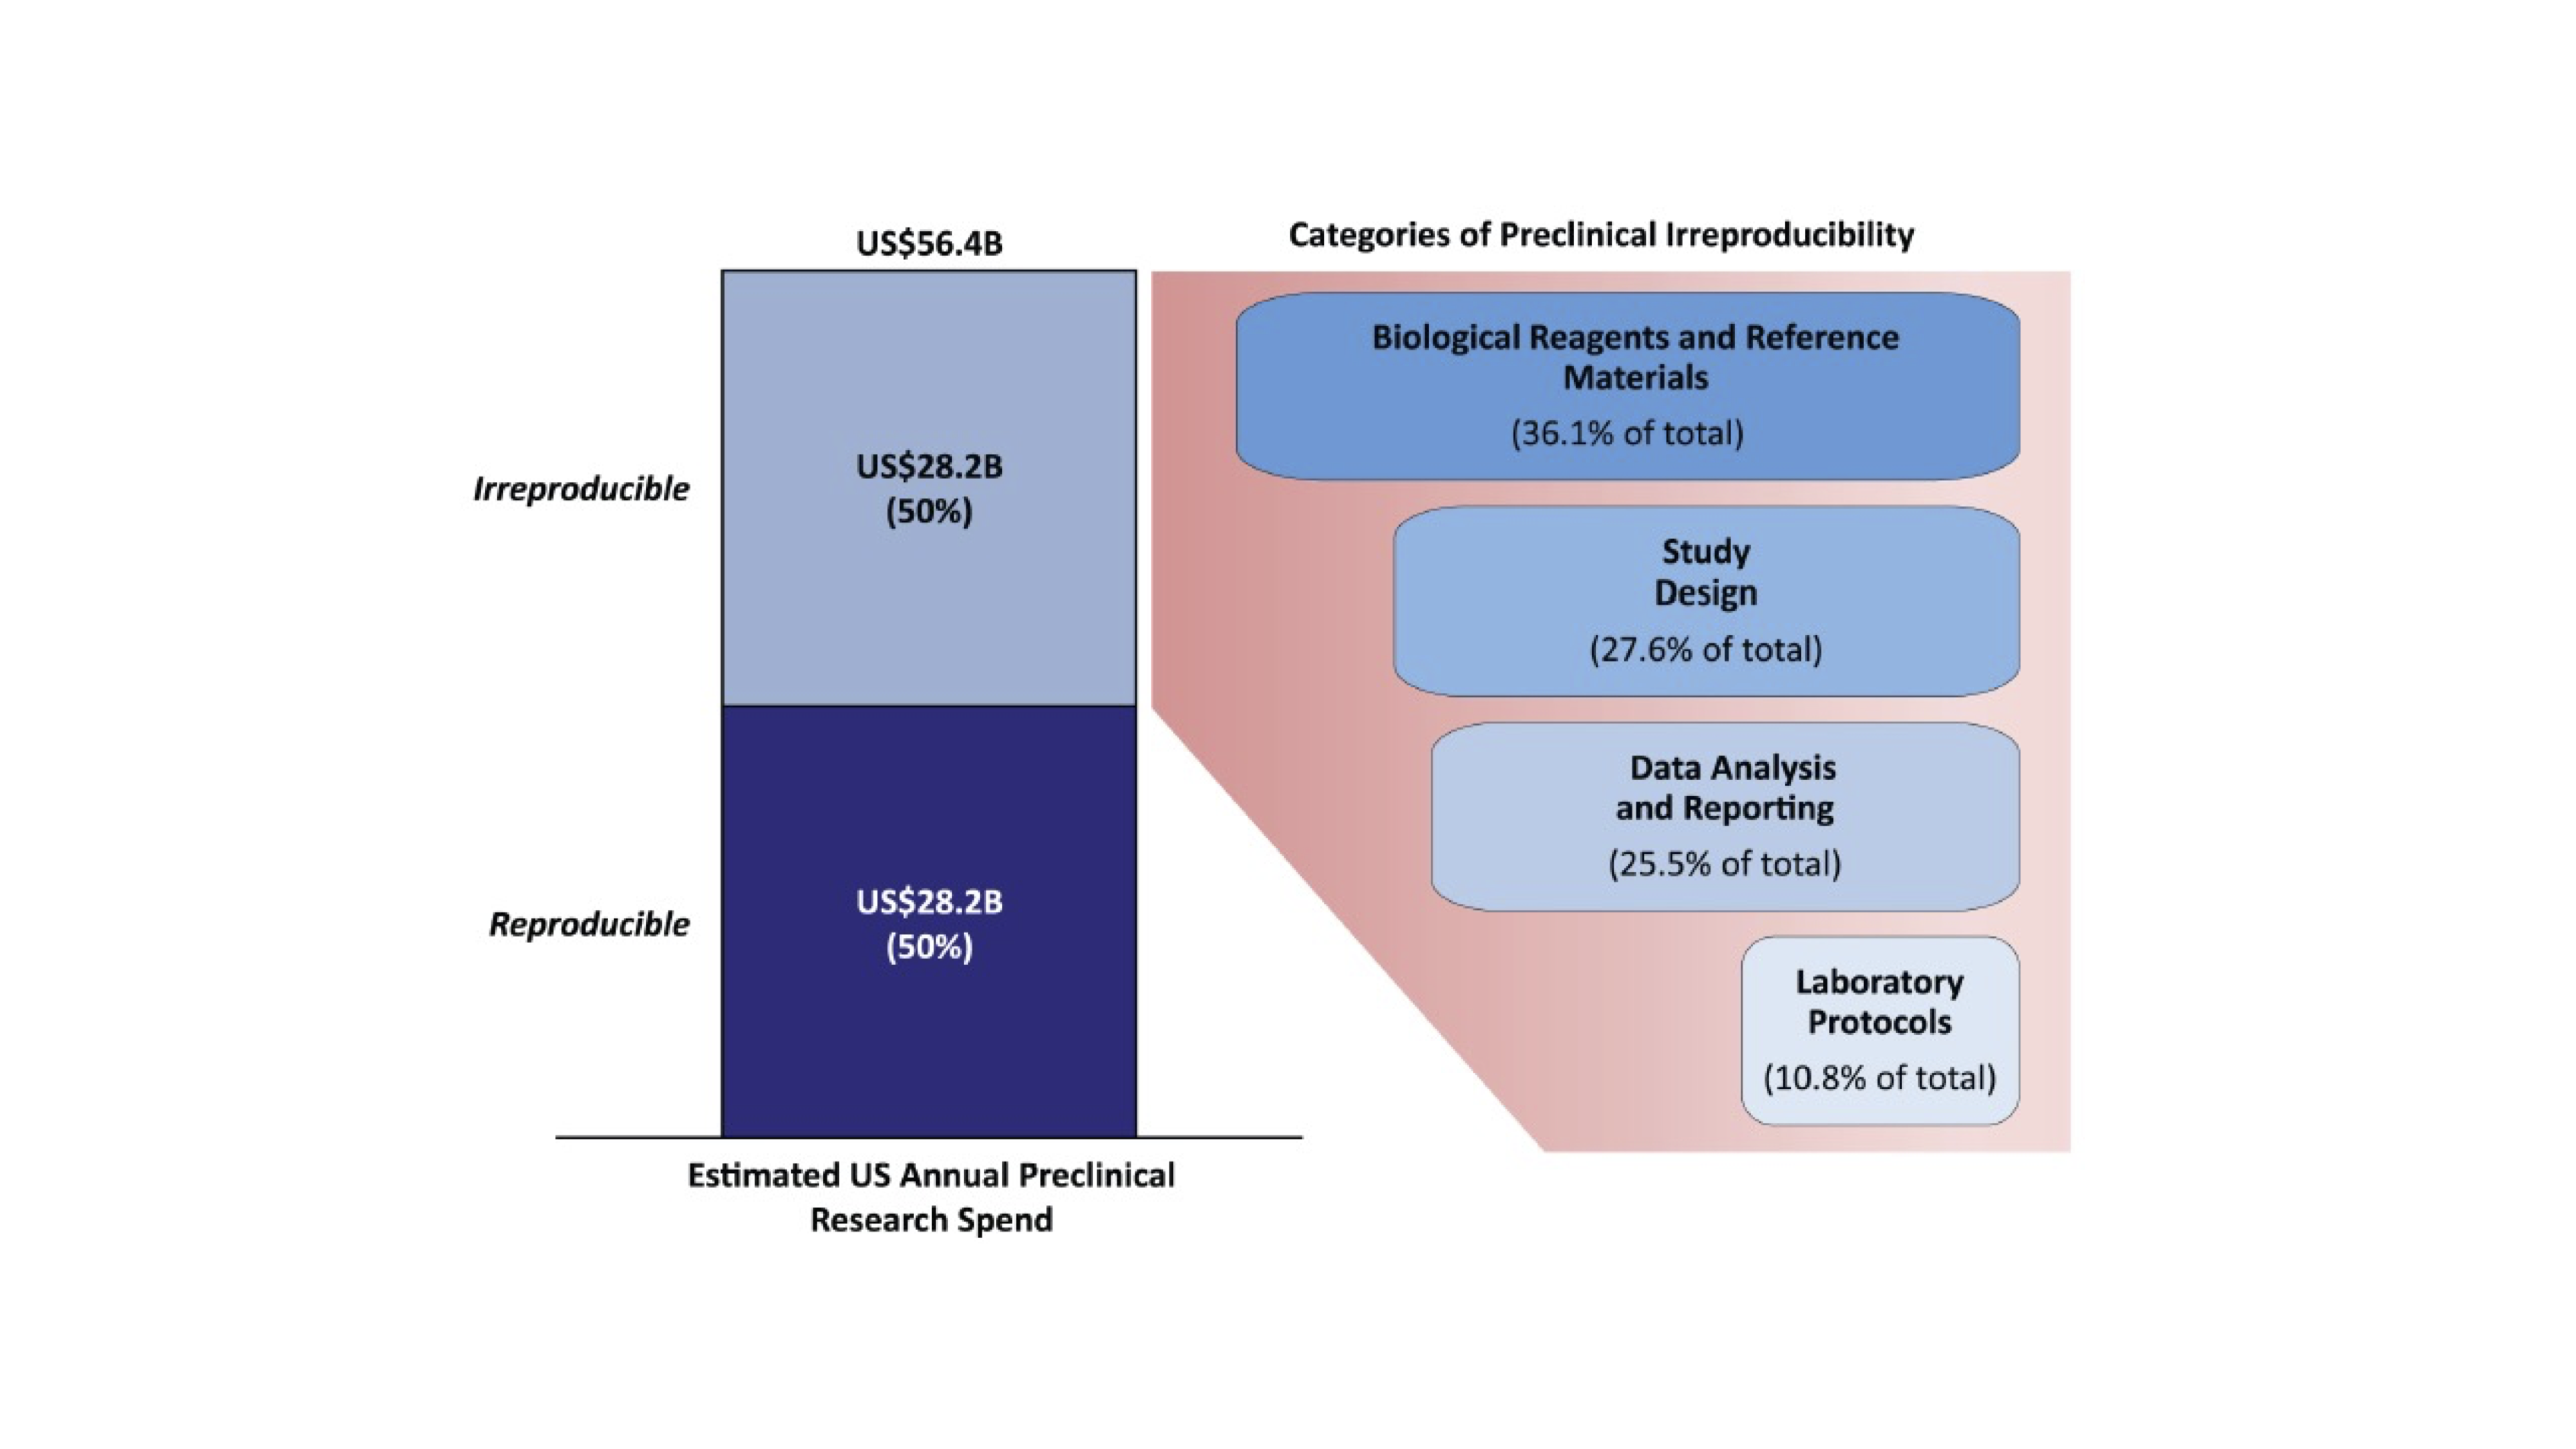 US$56.4B
Irreproducible
US$28.2B
(50%)
Reproducible
US$28.2B
(50%)
Estimated US Annual Preclinical
Research Spend
Categories of Preclinical Irreproducibility
Biological Reagents and Reference
Materials
(36.1% of total)
Study
Design
(27.6% of total)
Data Analysis
and Reporting
(25.5% of total)
Laboratory
Protocols
(10.8% of total)